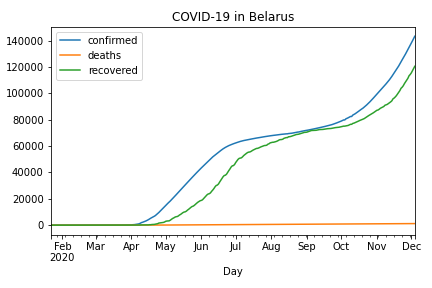 COVID-19 in Belarus
confirmed
deaths
recovered
140000
120000
100000
80000
60000
40000
20000
0
Feb Mar Apr May Jun Jul Aug Sep Oct Nov Dec
2020
Day